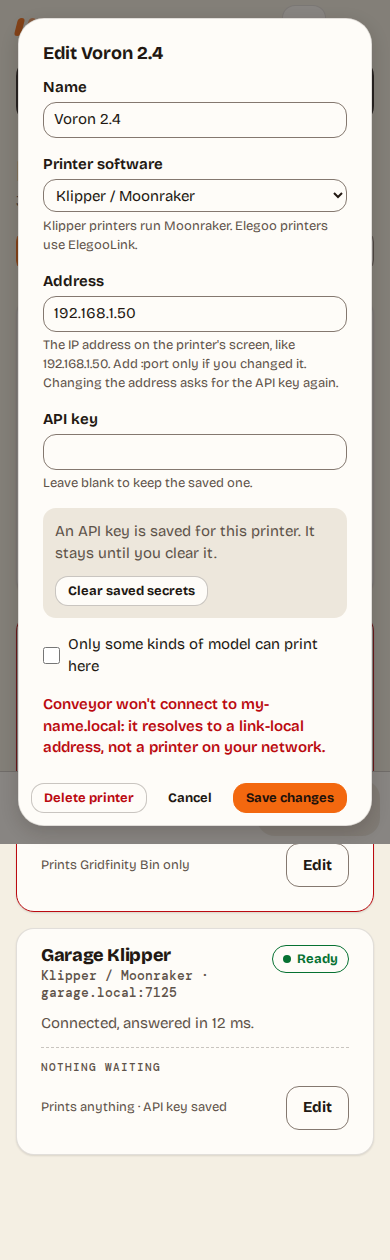 Edit Voron 2.4
Name
Voron 2.4
Printer software
Klipper / Moonraker
Klipper printers run Moonraker. Elegoo printers
use ElegooLink.
Address
192.168.1.50
The IP address on the printer's screen, like
192.168.1.50. Add :port only if you changed it.
Changing the address asks for the API key again.
API key
Leave blank to keep the saved one.
An API key is saved for this printer. It
stays until you clear it.
Clear saved secrets
Only some kinds of model can print
here
Conveyor won't connect to my-
name.local: it resolves to a link-local
address, not a printer on your network.
Delete printer
Cancel
Save changes
Prints Gridfinity Bin only
Edit
Garage Klipper
Ready
Klipper / Moonraker ·
garage.local:7125
Connected, answered in 12 ms.
NOTHING WAITING
Prints anything · API key saved
Edit